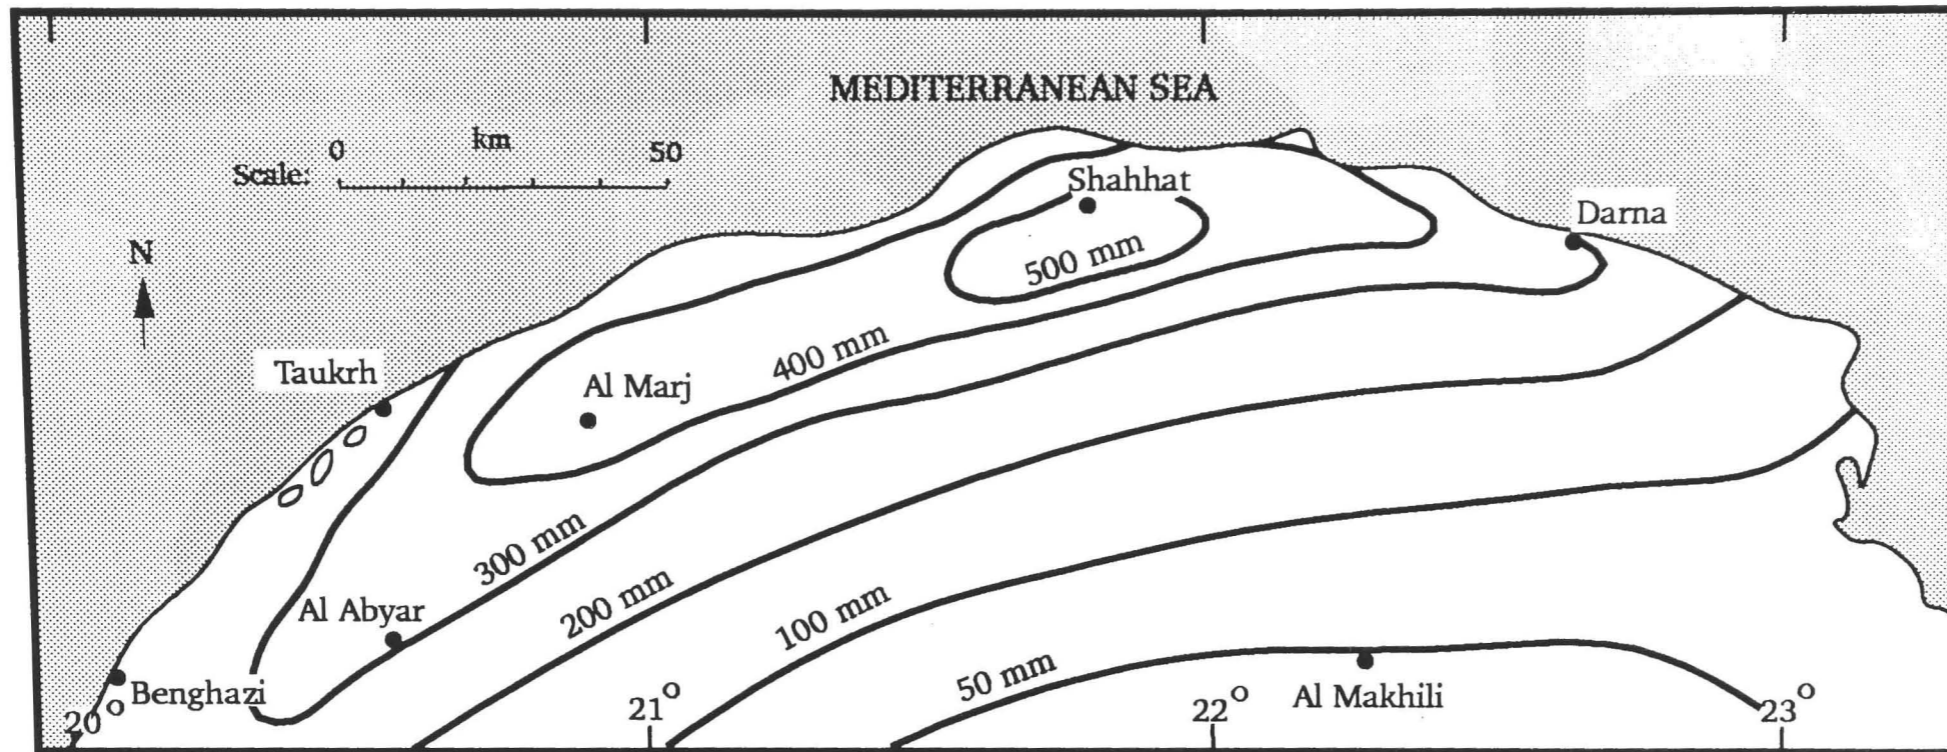 MEDITERRANEAN SEA
0 km 50
Scale:
Shahhat
Darna
N
500 mm
Taukrh
400 mm
Al Marj
300 mm
200 mm
Al Abyar
100 mm
50 mm
Benghazi
Al Makhili
20° 21° 22° 23°